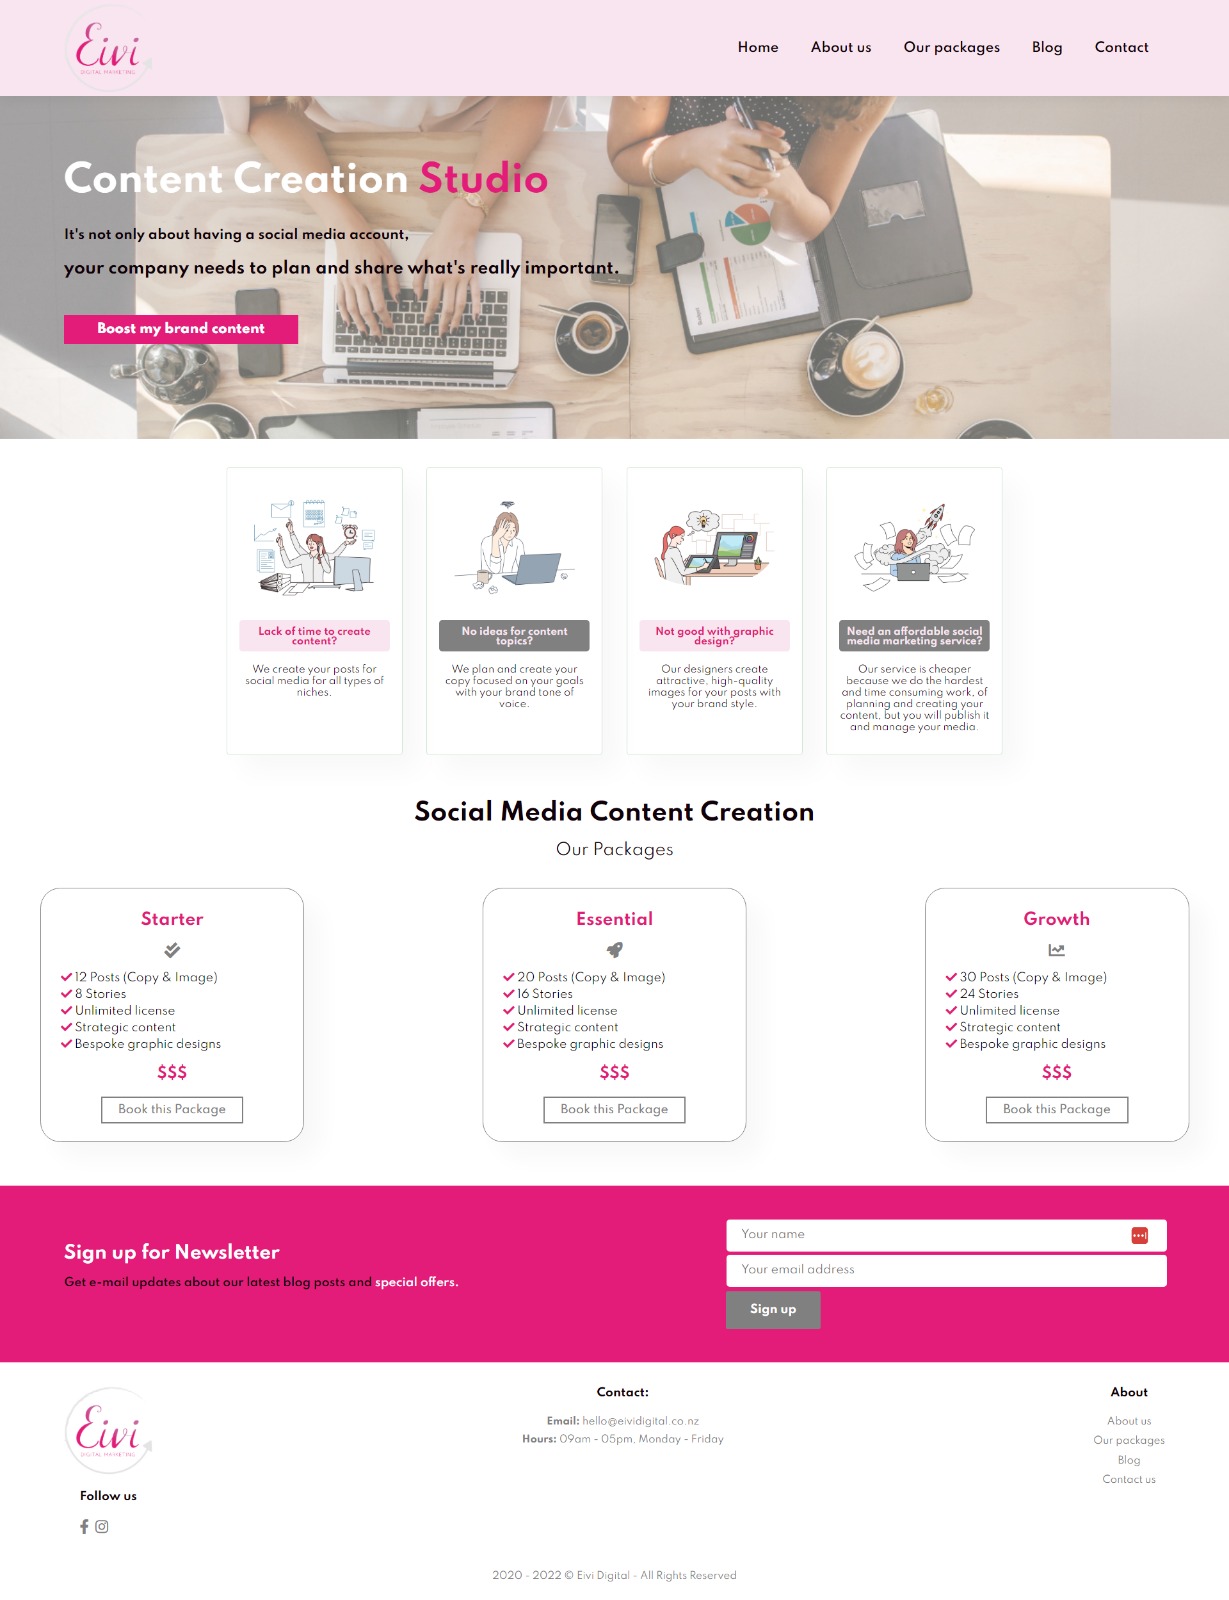 Eivi
DIGITAL MARKETING
Home
About us
Our packages
Blog
Contact
Content Creation Studio
It's not only about having a social media account,
your company needs to plan and share what's really important.
Boost my brand content
Lack of time to create
content?
We create your posts for
social media for all types of
niches.
No ideas for content
topics?
We plan and create your
copy focused on your goals
with your brand tone of
voice.
Not good with graphic
design?
Our designers create
attractive, high-quality
images for your posts with
your brand style.
Need an affordable social
media marketing service?
Our service is cheaper
because we do the hardest
and time consuming work, of
planning and creating your
content, but you will publish it
and manage your media.
Social Media Content Creation
Our Packages
Starter
12 Posts (Copy & Image)
8 Stories
Unlimited license
Strategic content
Bespoke graphic designs
$$$
Book this Package
Essential
20 Posts (Copy & Image)
16 Stories
Unlimited license
Strategic content
Bespoke graphic designs
$$$
Book this Package
Growth
30 Posts (Copy & Image)
24 Stories
Unlimited license
Strategic content
Bespoke graphic designs
$$$
Book this Package
Sign up for Newsletter
Get e-mail updates about our latest blog posts and special offers.
Your name
Your email address
Sign up
Eivi
DIGITAL MARKETING
Follow us
Contact:
Email: hello@eividigital.co.nz
Hours: 09am - 05pm, Monday - Friday
About
About us
Our packages
Blog
Contact us
2020 - 2022 © Eivi Digital - All Rights Reserved